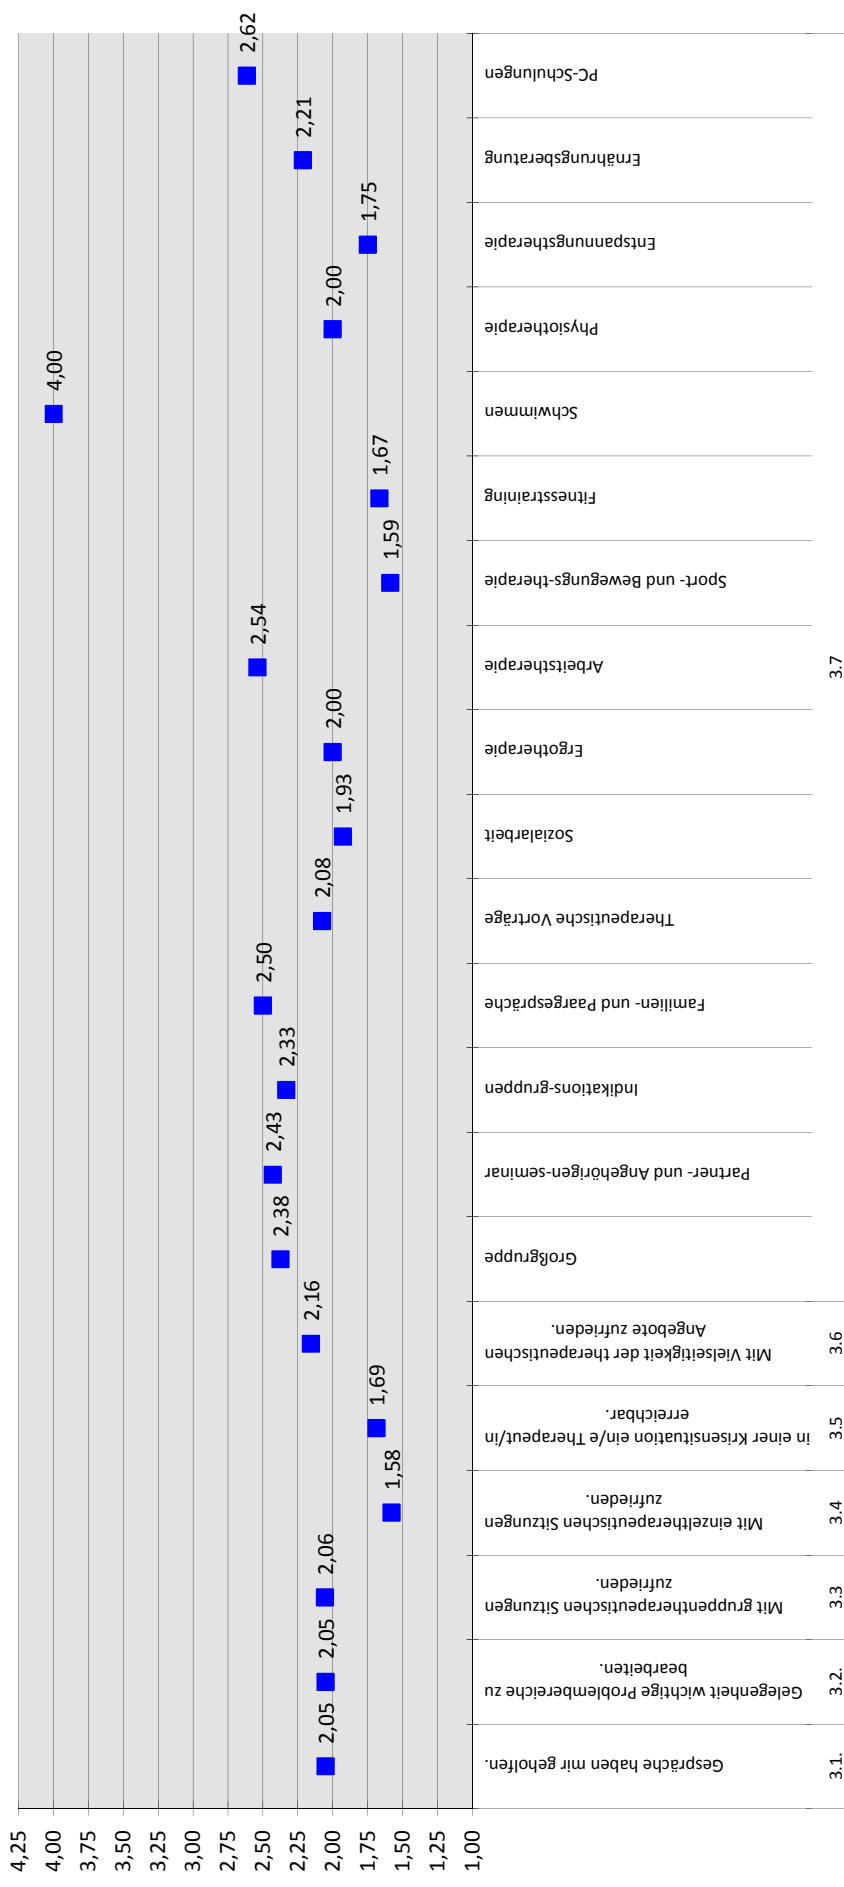 4,25
4,00
3,75
3,50
3,25
3,00
2,75
2,50
2,25
2,00
1,75
1,50
1,25
1,00
2,05
2,05
2,06
1,58
1,69
2,16
2,38
2,43
2,33
2,50
2,08
1,93
2,00
2,54
1,59
1,67
4,00
2,00
1,75
2,21
2,62
Gespräche haben mir geholfen.
Gelegenheit wichtige Problembereiche zu
bearbeiten.
Mit gruppentherapeutischen Sitzungen
zufrieden.
Mit einzeltherapeutischen Sitzungen
zufrieden.
in einer Krisensituation ein/e Therapeut/in
erreichbar.
Mit Vielseitigkeit der therapeutischen
Angebote zufrieden.
Großgruppe
Partner- und Angehörigen-seminar
Indikations-gruppen
Familien- und Paargespräche
Therapeutische Vorträge
Sozialarbeit
Ergotherapie
Arbeitstherapie
Sport- und Bewegungs-therapie
Fitnesstraining
Schwimmen
Physiotherapie
Entspannungstherapie
Ernährungsberatung
PC-Schulungen
3.1.
3.2.
3.3
3.4
3.5
3.6
3.7